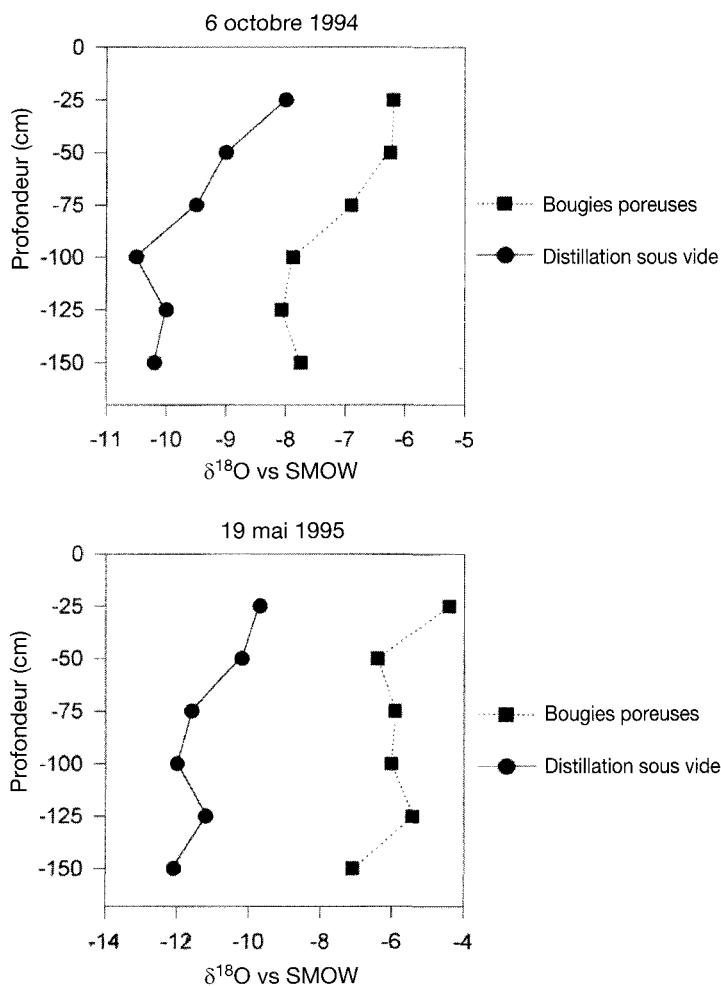 6 octobre 1994
0
-25
-50
-75
-100
-125
-150
Profondeur (cm)
-11 -10 -9 -8 -7 -6 -5
δ18O vs SMOW
Bougies poreuses
Distillation sous vide
19 mai 1995
0
-25
-50
-75
-100
-125
-150
Profondeur (cm)
-14 -12 -10 -8 -6 -4
δ18O vs SMOW
Bougies poreuses
Distillation sous vide